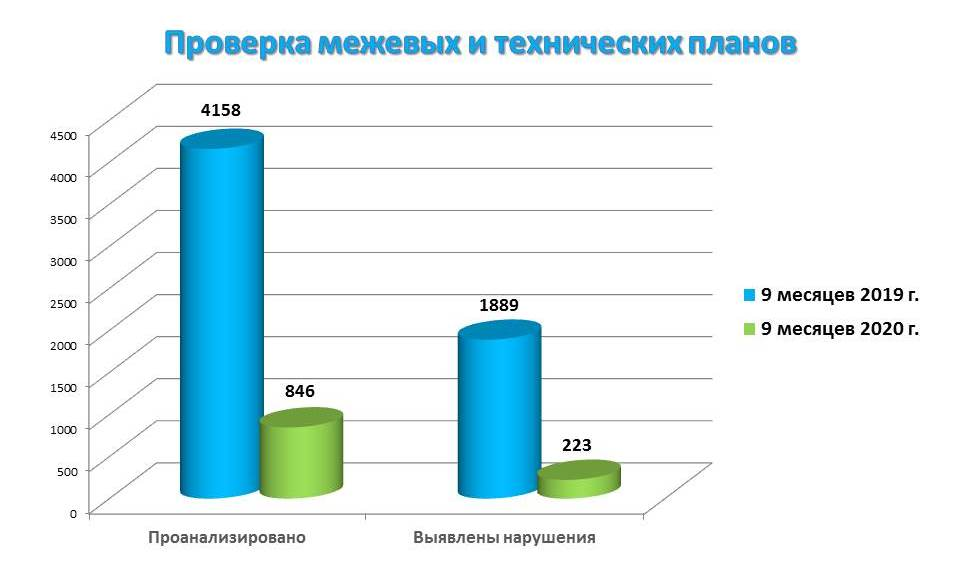 Проверка межевых и технических планов
4158
4500
4000
3500
3000
1889
9 месяцев 2019 г.
2500
9 месяцев 2020 г.
2000
1500
846
1000
223
500
0
Проанализировано
Выявлены нарушения